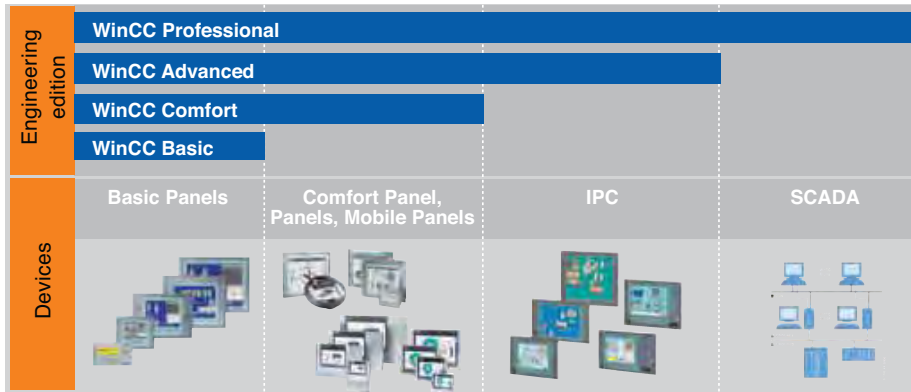 Engineering
edition
WinCC Professional
WinCC Advanced
WinCC Comfort
WinCC Basic
Devices
Basic Panels
Comfort Panel,
Panels, Mobile Panels
IPC
SCADA